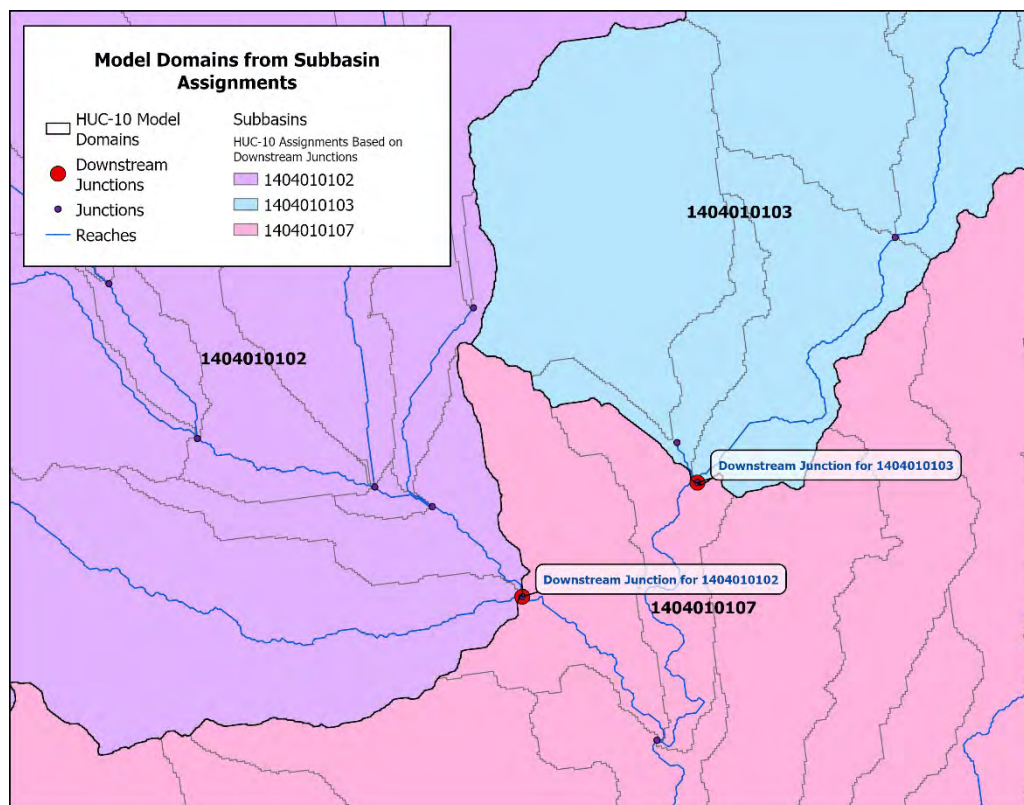 Model Domains from Subbasin
Assignments
HUC-10 Model
Domains
Downstream
Junctions
Junctions
Reaches
Subbasins
HUC-10 Assignments Based on
Downstream Junctions
1404010102
1404010103
1404010107
1404010103
1404010102
Downstream Junction for 1404010103
Downstream Junction for 1404010102
1404010107